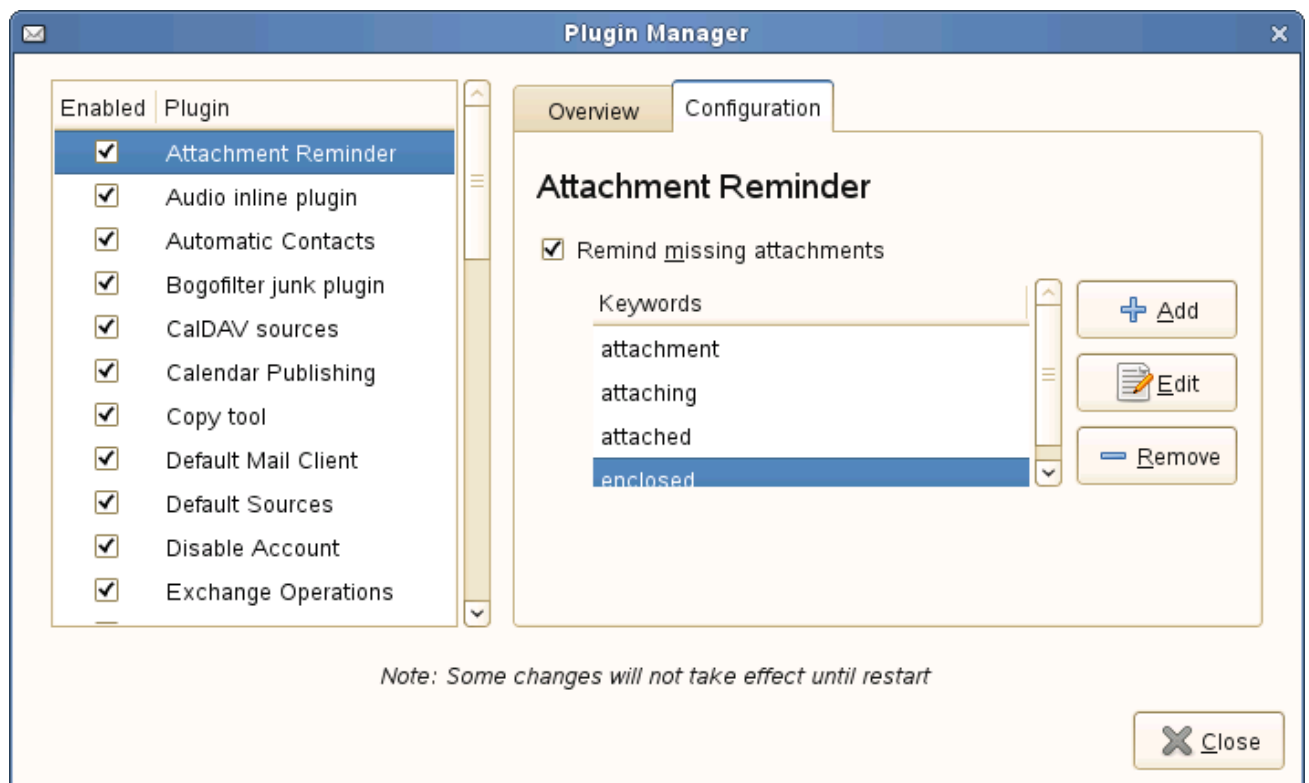 Plugin Manager
Enabled Plugin
Attachment Reminder
Audio inline plugin
Automatic Contacts
Bogofilter junk plugin
CalDAV sources
Calendar Publishing
Copy tool
Default Mail Client
Default Sources
Disable Account
Exchange Operations
Overview
Configuration
Attachment Reminder
Remind missing attachments
Keywords
attachment
attaching
attached
enclosed
Add
Edit
Remove
Note: Some changes will not take effect until restart
Close